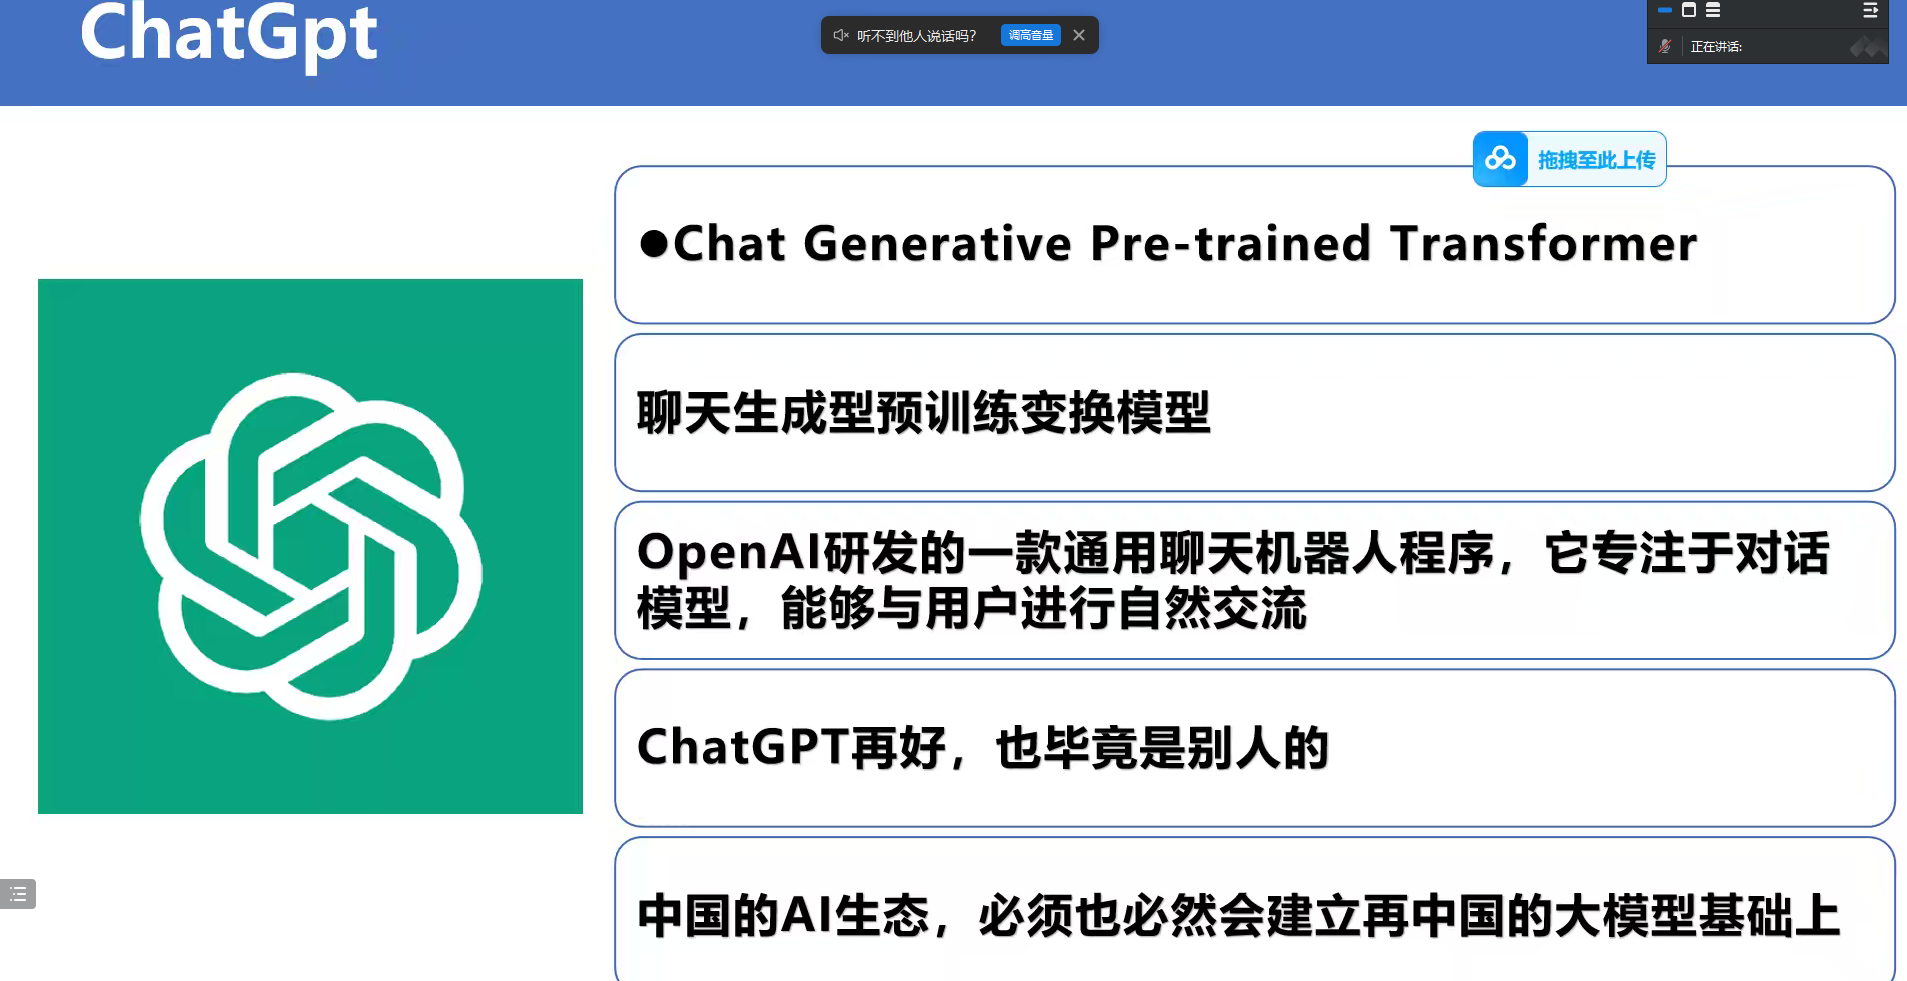 ChatGpt
听不到他人说话吗？
调高音量
正在讲话:
拖拽至此上传
●Chat Generative Pre-trained Transformer
聊天生成型预训练变换模型
OpenAI研发的一款通用聊天机器人程序，它专注于对话
模型，能够与用户进行自然交流
ChatGPT再好，也毕竟是别人的
中国的AI生态，必须也必然会建立再中国的大模型基础上